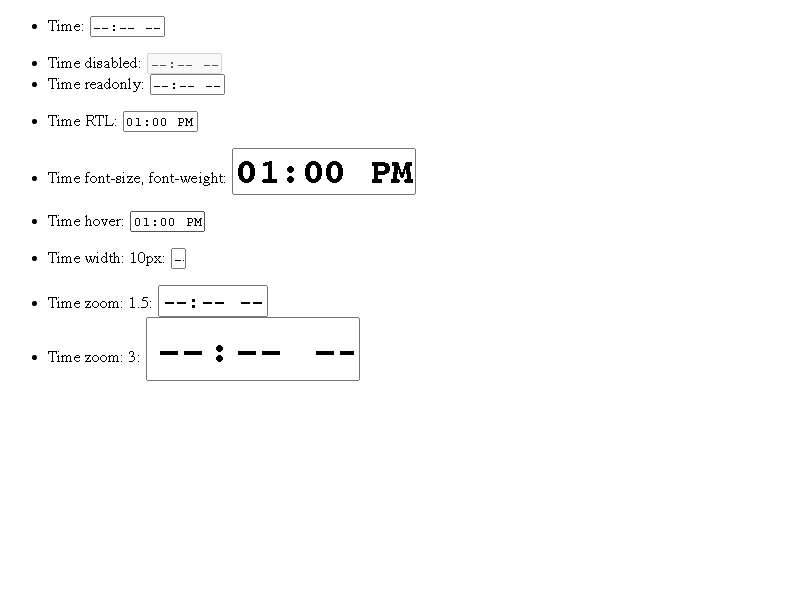 Time: --:-- --
Time disabled: --:-- --
Time readonly: --:-- --
Time RTL: 01:00 PM
Time font-size, font-weight: 01:00 PM
Time hover: 01:00 PM
Time width: 10px: --
Time zoom: 1.5: --:-- --
Time zoom: 3: --:-- --